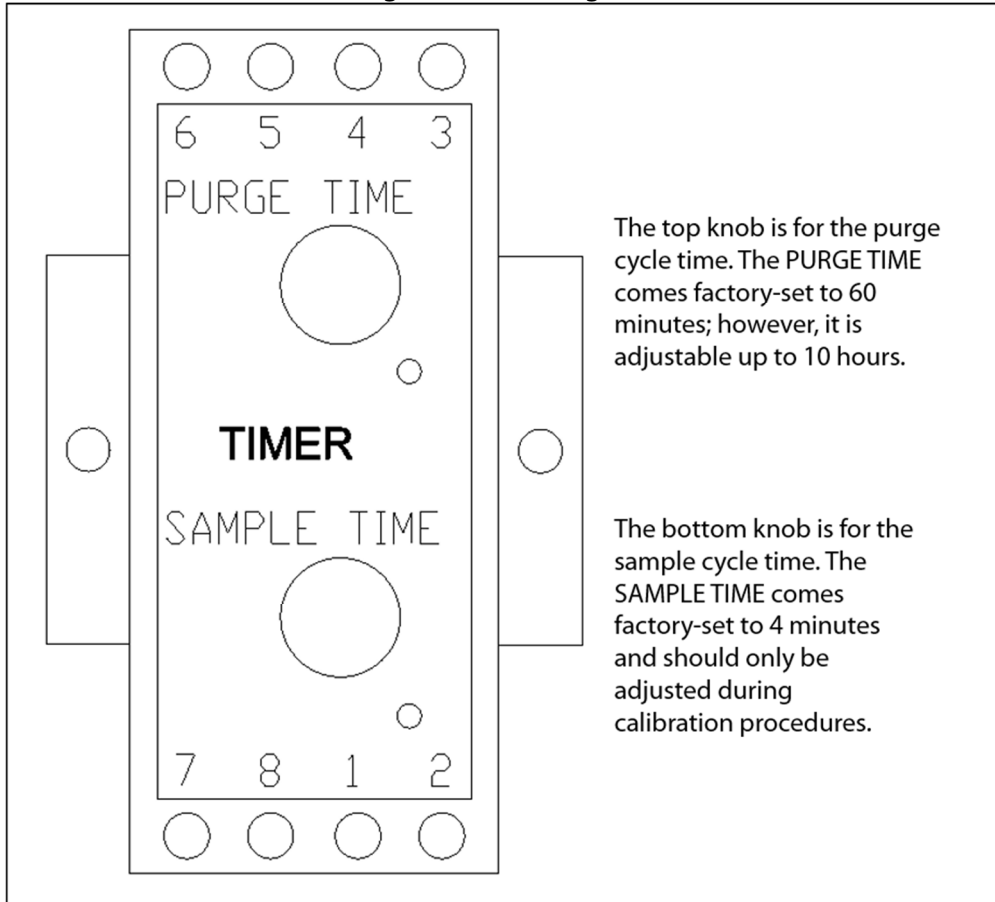 6 5 4 3
PURGE TIME
The top knob is for the purge
cycle time. The PURGE TIME
comes factory-set to 60
minutes; however, it is
adjustable up to 10 hours.
TIMER
SAMPLE TIME
The bottom knob is for the
sample cycle time. The
SAMPLE TIME comes
factory-set to 4 minutes
and should only be
adjusted during
calibration procedures.
7 8 1 2